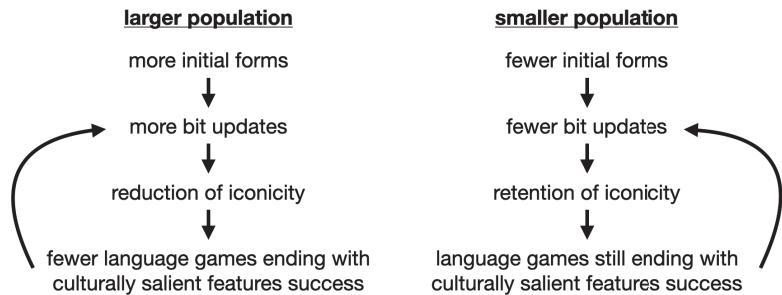 larger population
more initial forms
more bit updates
reduction of iconicity
fewer language games ending with
culturally salient features success
smaller population
fewer initial forms
fewer bit updates
retention of iconicity
language games still ending with
culturally salient features success